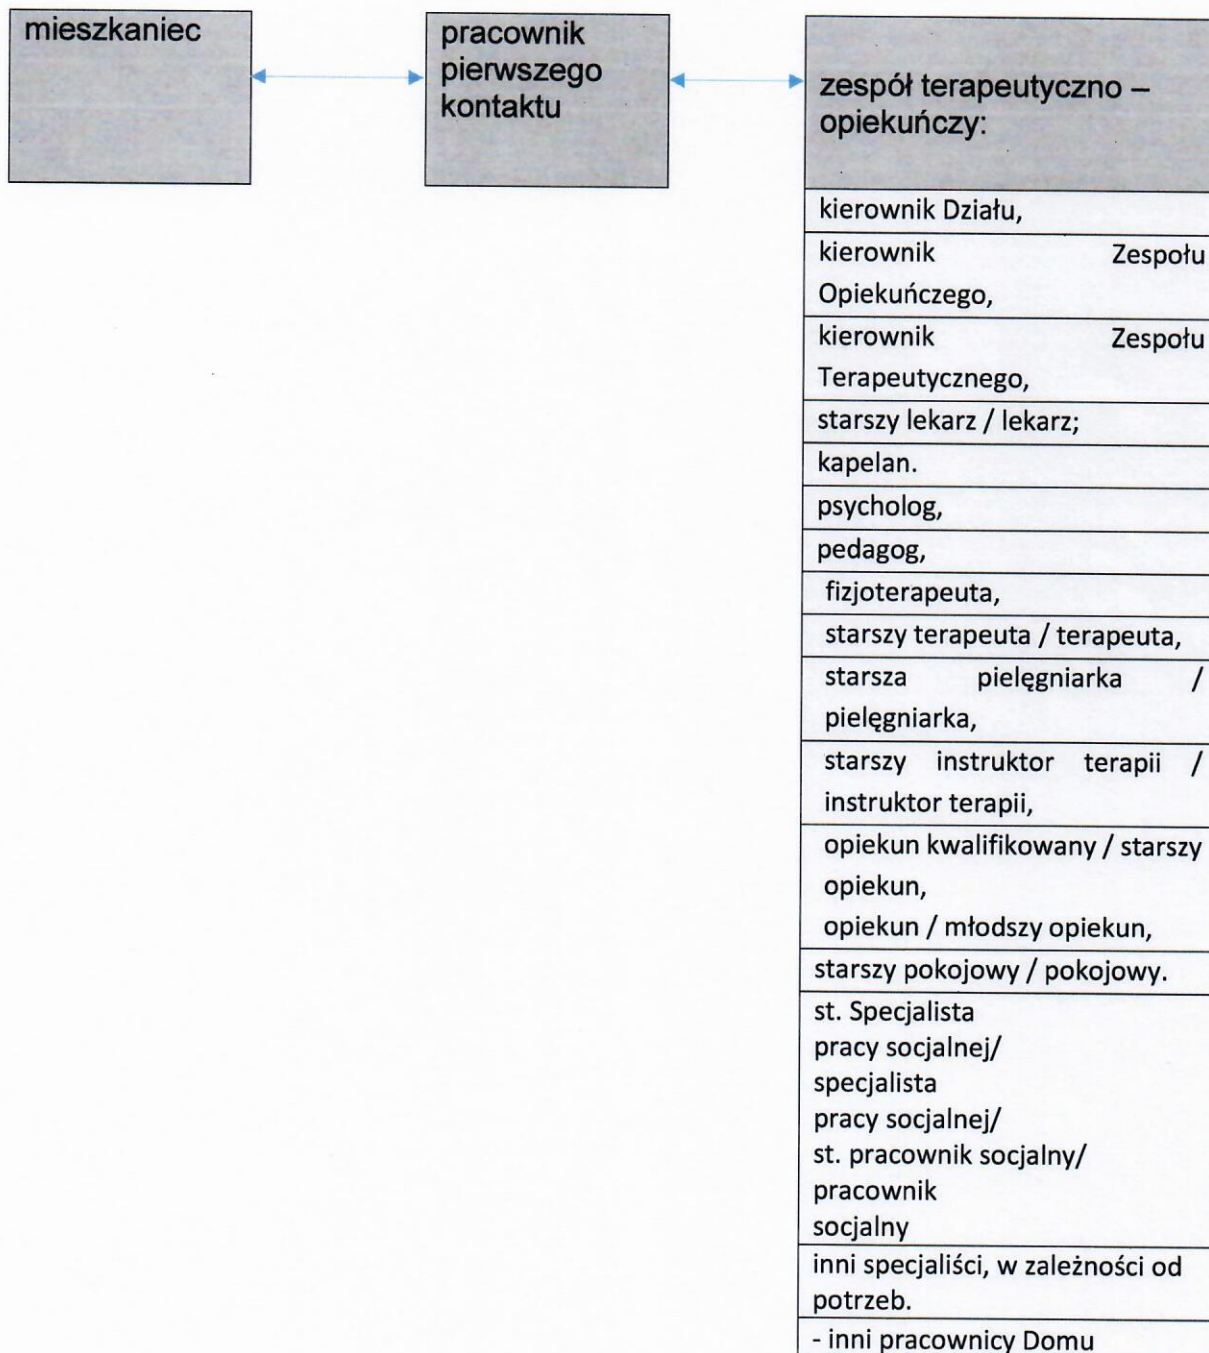 mieszkaniec
pracownik
pierwszego
kontaktu
zespół terapeutyczno –
opiekuńczy:
kierownik Działu,
kierownik Zespołu
Opiekuńczego,
kierownik Zespołu
Terapeutycznego,
starszy lekarz / lekarz;
kapelan.
psycholog,
pedagog,
fizjoterapeuta,
starszy terapeuta / terapeuta,
starsza pielęgniarka /
pielęgniarka,
starszy instruktor terapii /
instruktor terapii,
opiekun kwalifikowany / starszy
opiekun,
opiekun / młodszy opiekun,
starszy pokojowy / pokojowy.
st. Specjalista
pracy socjalnej/
specjalista
pracy socjalnej/
st. pracownik socjalny/
pracownik
socjalny
inni specjaliści, w zależności od
potrzeb.
- inni pracownicy Domu